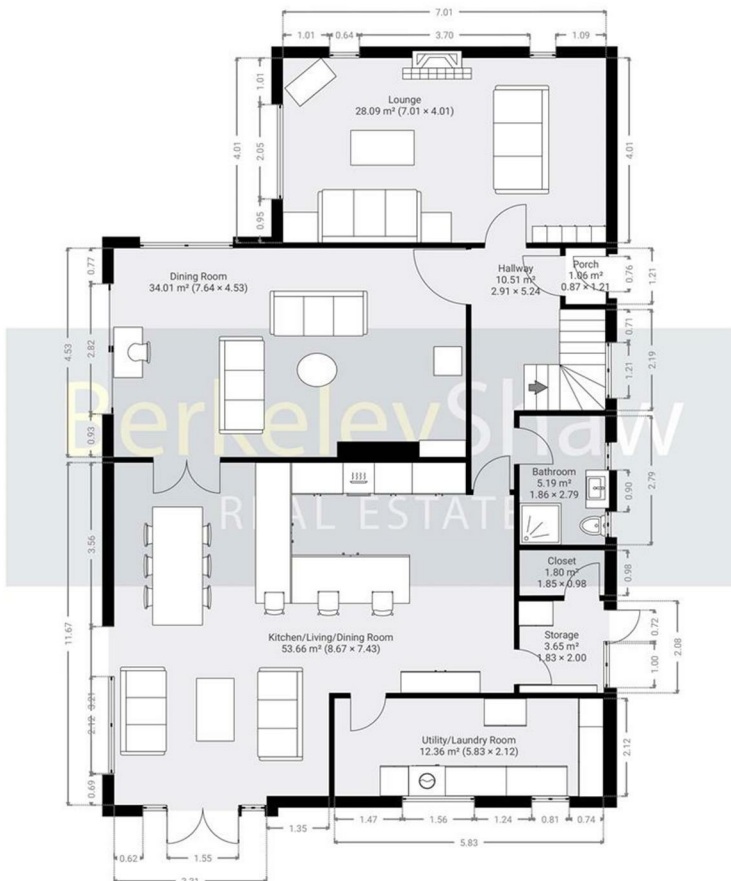 7.01
1.01 0.64 3.70 1.09
Lounge
28.09 m² (7.01 × 4.01)
4.01
1.01
2.05
0.95
4.01
Dining Room
34.01 m² (7.64 × 4.53)
Hallway
10.51 m²
2.91 × 5.24
Porch
1.06 m²
0.87 × 1.21
0.76
1.21
0.77
2.82
0.93
4.53
0.71
1.21
2.19
BerkeleyShaw
REAL ESTATE
Bathroom
5.19 m²
1.86 × 2.79
0.90
2.79
Closet
1.80 m²
1.85 × 0.98
0.98
Storage
3.65 m²
1.83 × 2.00
0.72
1.00
2.08
3.56
11.67
3.21
2.12
0.69
Kitchen/Living/Dining Room
53.66 m² (8.67 × 7.43)
Utility/Laundry Room
12.36 m² (5.83 × 2.12)
2.12
1.47 1.56 1.24 0.81 0.74
5.83
1.35
0.62 1.55